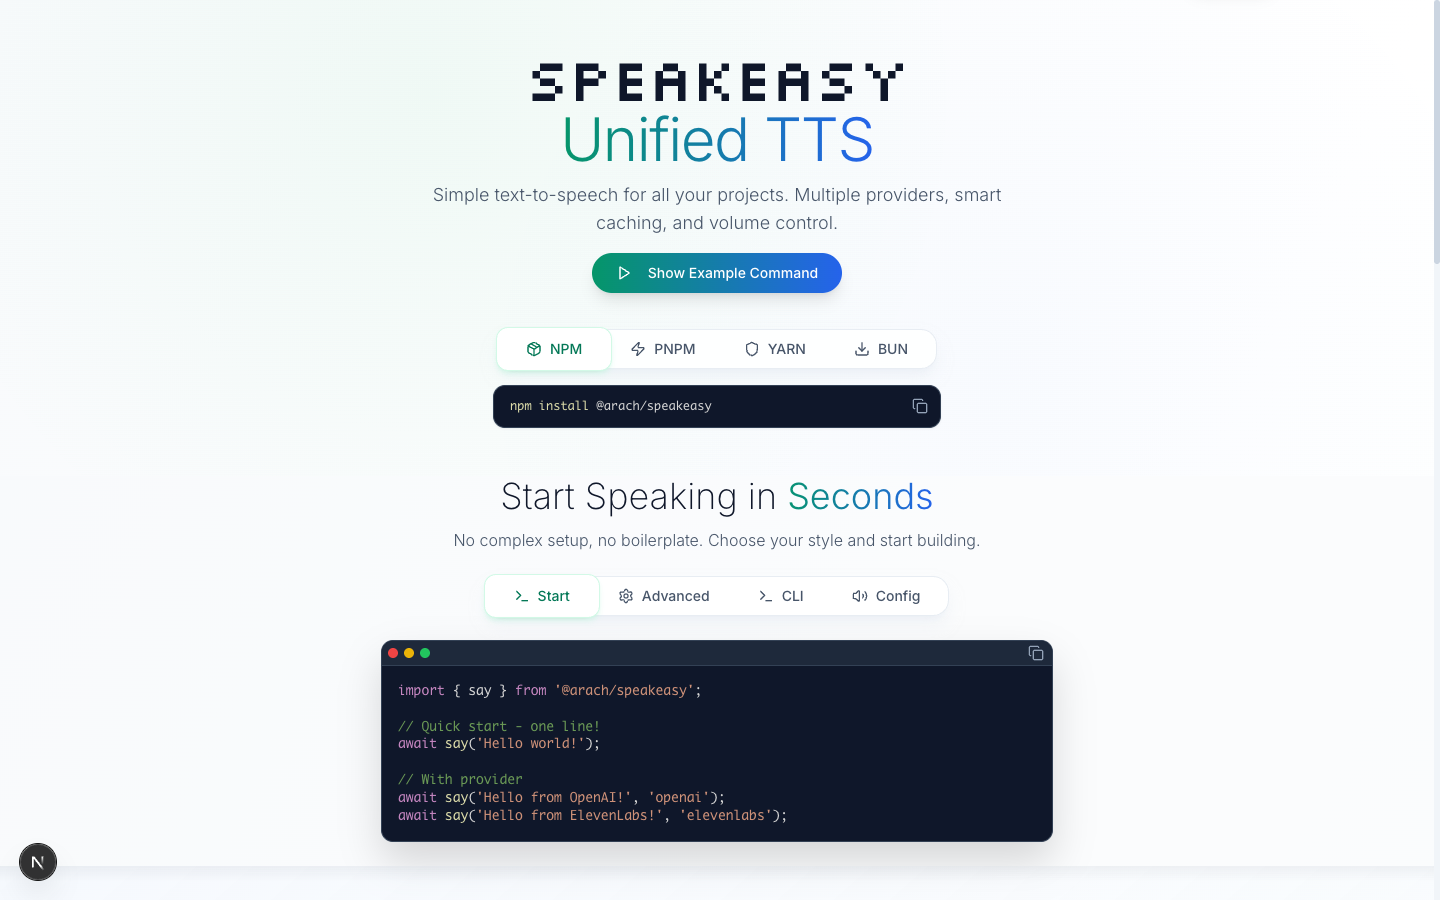 SPEAKEASY
Unified TTS
Simple text-to-speech for all your projects. Multiple providers, smart
caching, and volume control.
Show Example Command
NPM PNPM YARN BUN
npm install @arach/speakeasy
Start Speaking in Seconds
No complex setup, no boilerplate. Choose your style and start building.
Start Advanced CLI Config
import { say } from '@arach/speakeasy';
// Quick start - one line!
await say('Hello world!');
// With provider
await say('Hello from OpenAI!', 'openai');
await say('Hello from ElevenLabs!', 'elevenlabs');
N